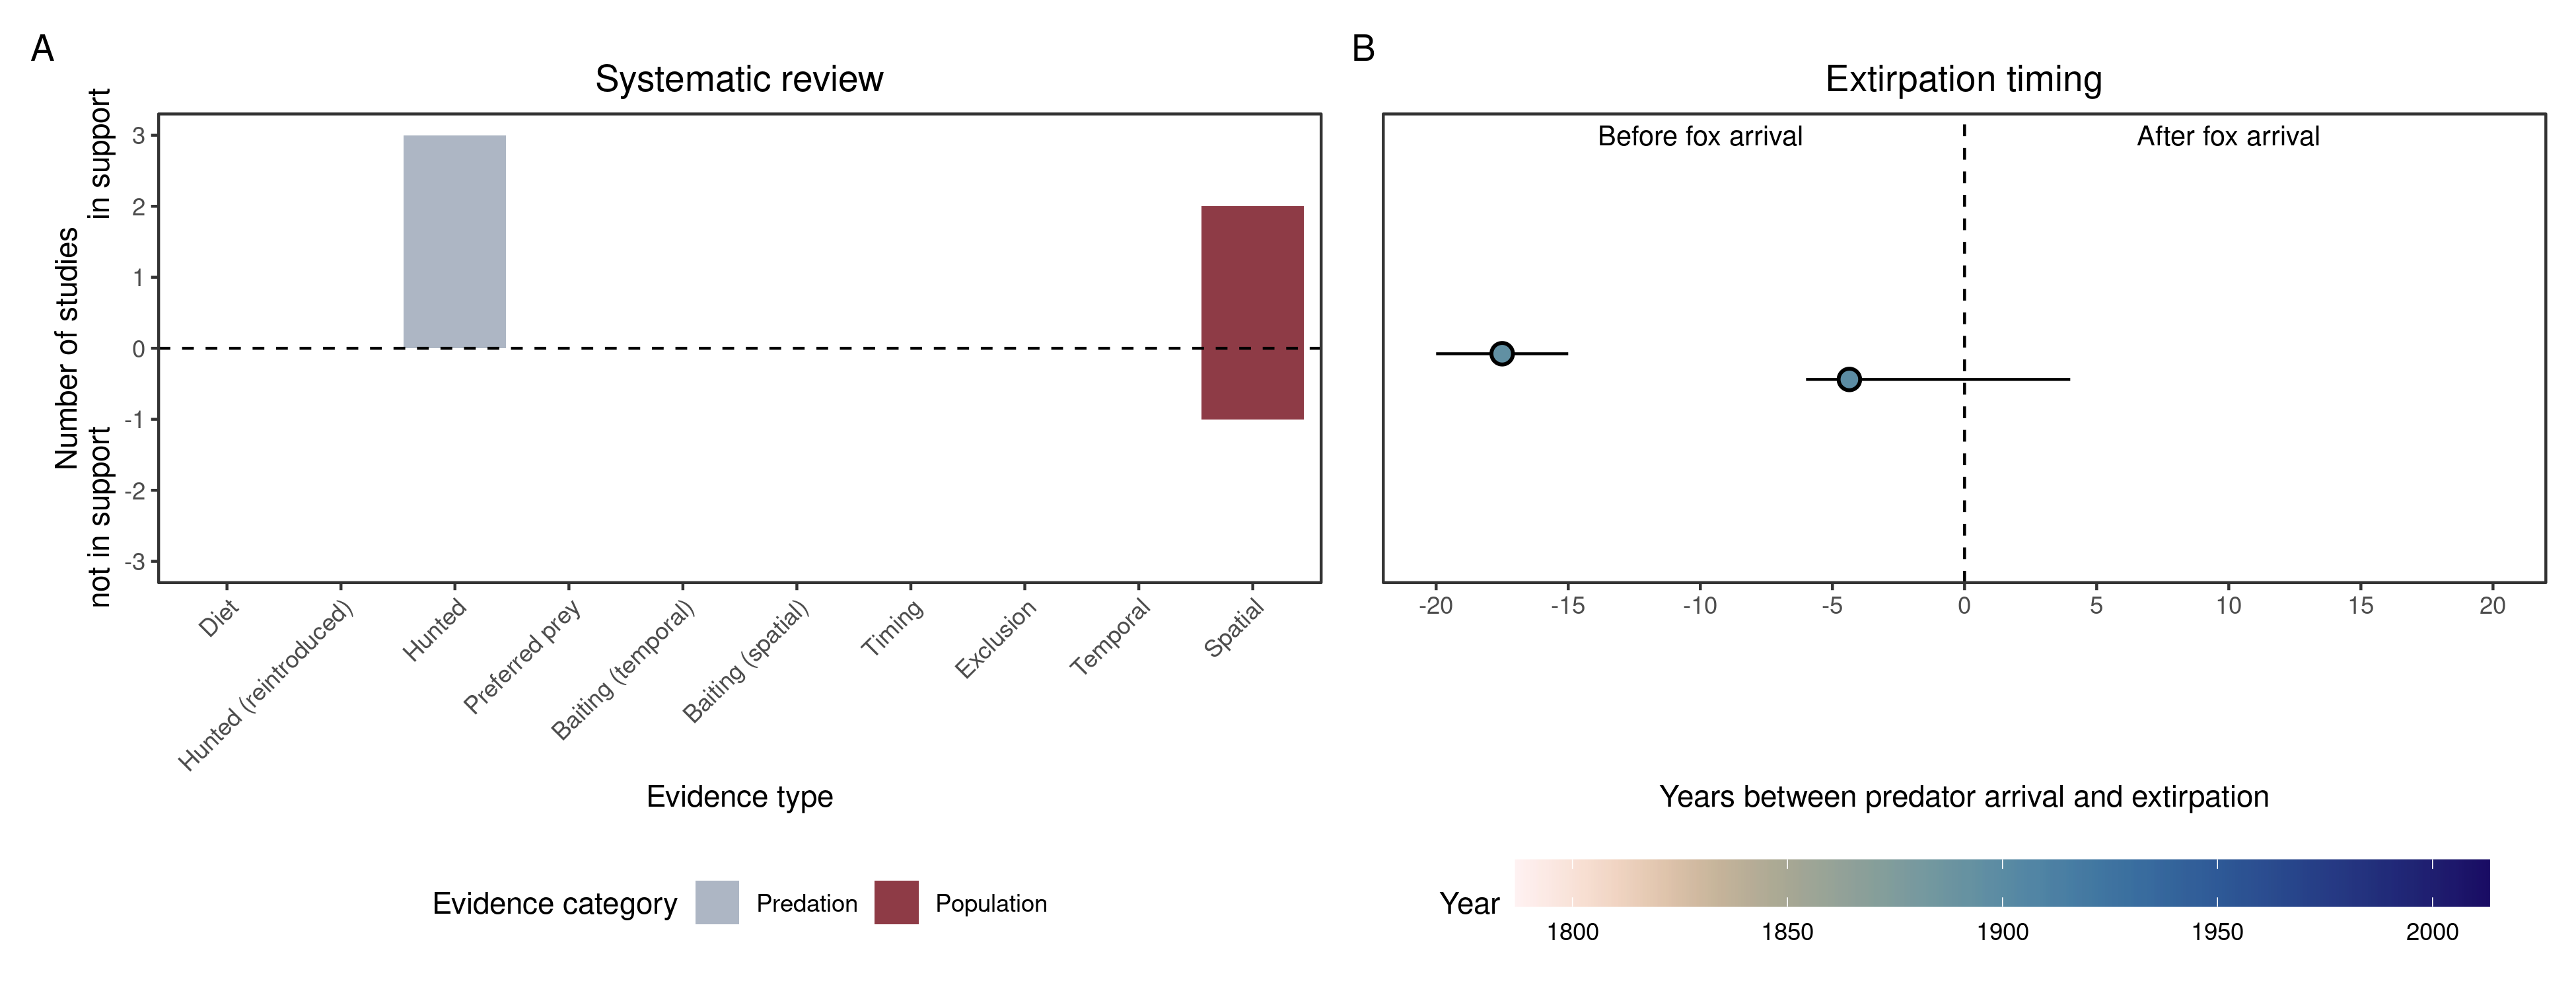 A
Systematic review
Number of studies
not in support
in support
3
2
1
0
-1
-2
-3
Diet
Hunted (reintroduced)
Hunted
Preferred prey
Baiting (temporal)
Baiting (spatial)
Timing
Exclusion
Temporal
Spatial
Evidence type
Evidence category
Predation
Population
B
Extirpation timing
Before fox arrival
After fox arrival
-20 -15 -10 -5 0 5 10 15 20
Years between predator arrival and extirpation
Year
1800 1850 1900 1950 2000